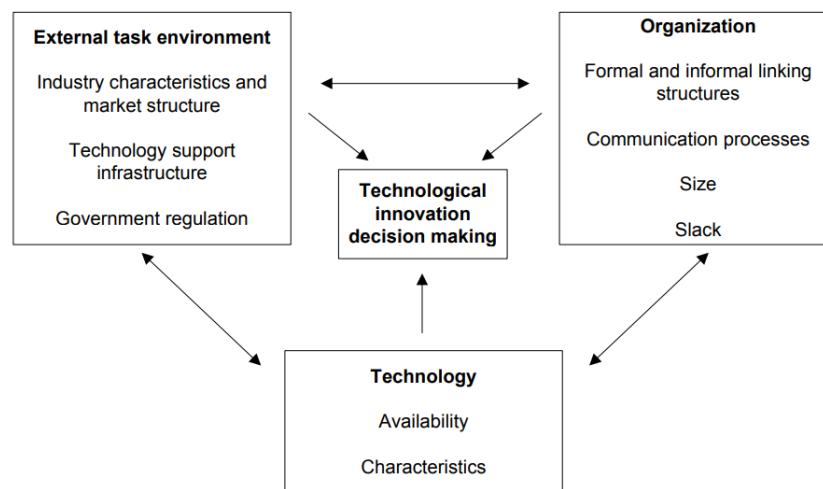 External task environment
Industry characteristics and
market structure
Technology support
infrastructure
Government regulation
Organization
Formal and informal linking
structures
Communication processes
Size
Slack
Technological
innovation
decision making
Technology
Availability
Characteristics